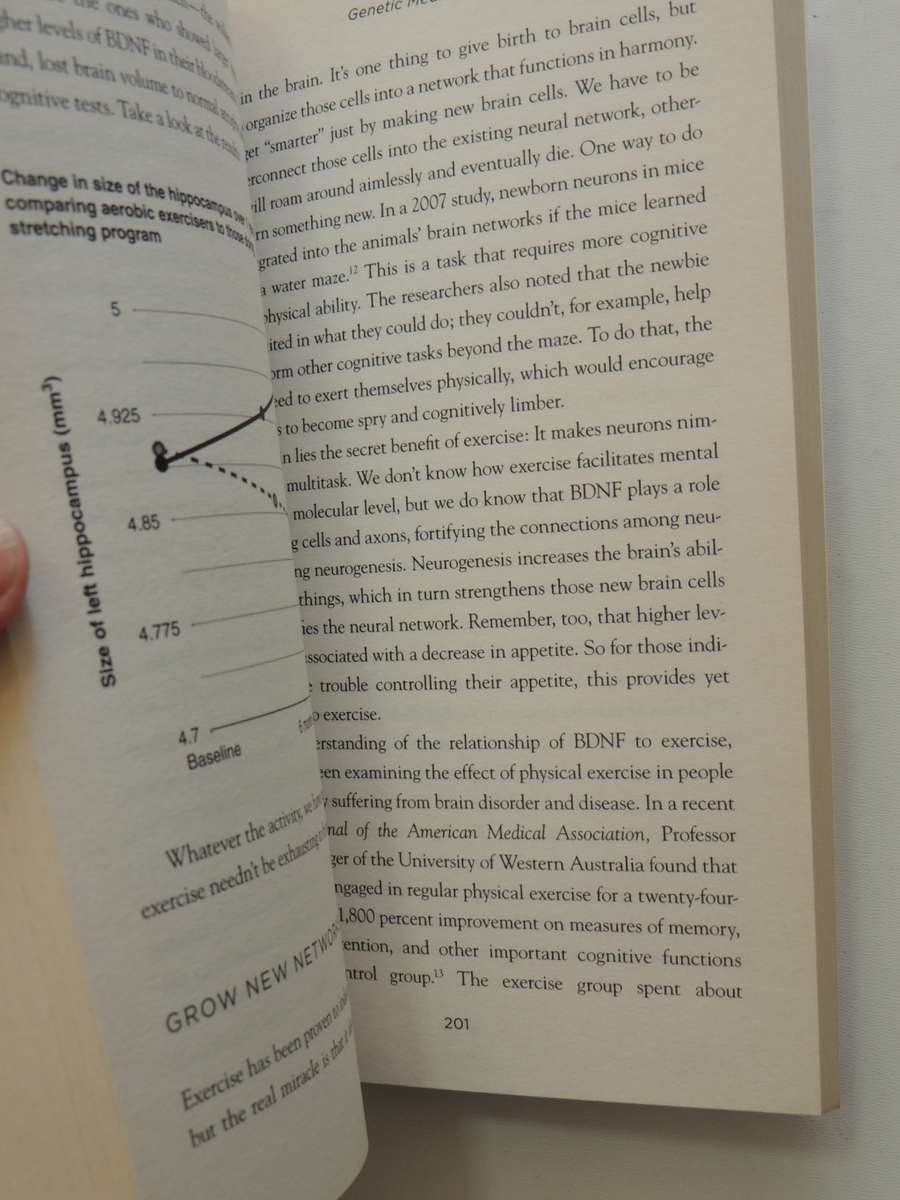 the ones who showed
higher levels of BDNF in their
lost brain volume to normal
cognitive tests. Take a look at the
Change in size of the hippocampus over
comparing aerobic exercisers to those
stretching program
5
4.925
4.85
4.775
4.7
Size of left hippocampus (mm³)
Baseline
Whatever the activity, we
exercise needn't be exhausting
GROW NEW NETWORK
Exercise has been proven to
but the real miracle is that
Genetic
in the brain. It's one thing to give birth to brain cells, but
organize those cells into a network that functions in harmony.
get “smarter” just by making new brain cells. We have to be
connect those cells into the existing neural network, other-
ill roam around aimlessly and eventually die. One way to do
rn something new. In a 2007 study, newborn neurons in mice
grated into the animals' brain networks if the mice learned
a water maze.12 This is a task that requires more cognitive
physical ability. The researchers also noted that the newbie
ited in what they could do; they couldn't, for example, help
orm other cognitive tasks beyond the maze. To do that, the
ed to exert themselves physically, which would encourage
s to become spry and cognitively limber.
n lies the secret benefit of exercise: It makes neurons nim-
multitask. We don't know how exercise facilitates mental
molecular level, but we do know that BDNF plays a role
g cells and axons, fortifying the connections among neu-
ng neurogenesis. Neurogenesis increases the brain's abil-
things, which in turn strengthens those new brain cells
ies the neural network. Remember, too, that higher lev-
associated with a decrease in appetite. So for those indi-
trouble controlling their appetite, this provides yet
o exercise.
erstanding of the relationship of BDNF to exercise,
een examining the effect of physical exercise in people
y suffering from brain disorder and disease. In a recent
nal of the American Medical Association, Professor
ger of the University of Western Australia found that
ngaged in regular physical exercise for a twenty-four-
1,800 percent improvement on measures of memory,
tention, and other important cognitive functions
ntrol group.13 The exercise group spent about
201